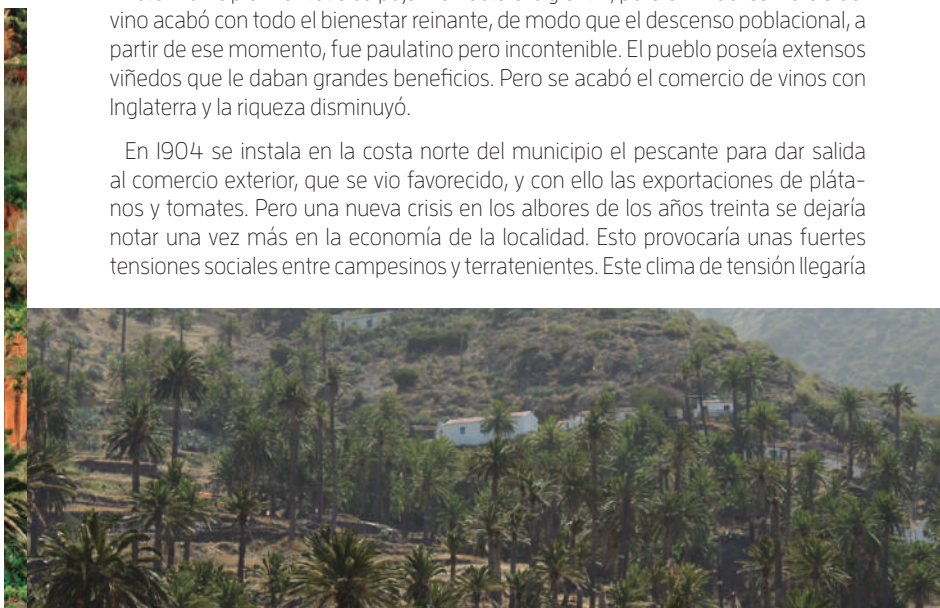 vino acabó con todo el bienestar reinante, de modo que el descenso poblacional, a
partir de ese momento, fue paulatino pero incontenible. El pueblo poseía extensos
viñedos que le daban grandes beneficios. Pero se acabó el comercio de vinos con
Inglaterra y la riqueza disminuyó.
En 1904 se instala en la costa norte del municipio el pescante para dar salida
al comercio exterior, que se vio favorecido, y con ello las exportaciones de pláta-
nos y tomates. Pero una nueva crisis en los albores de los años treinta se dejaría
notar una vez más en la economía de la localidad. Esto provocaría unas fuertes
tensiones sociales entre campesinos y terratenientes. Este clima de tensión llegaría